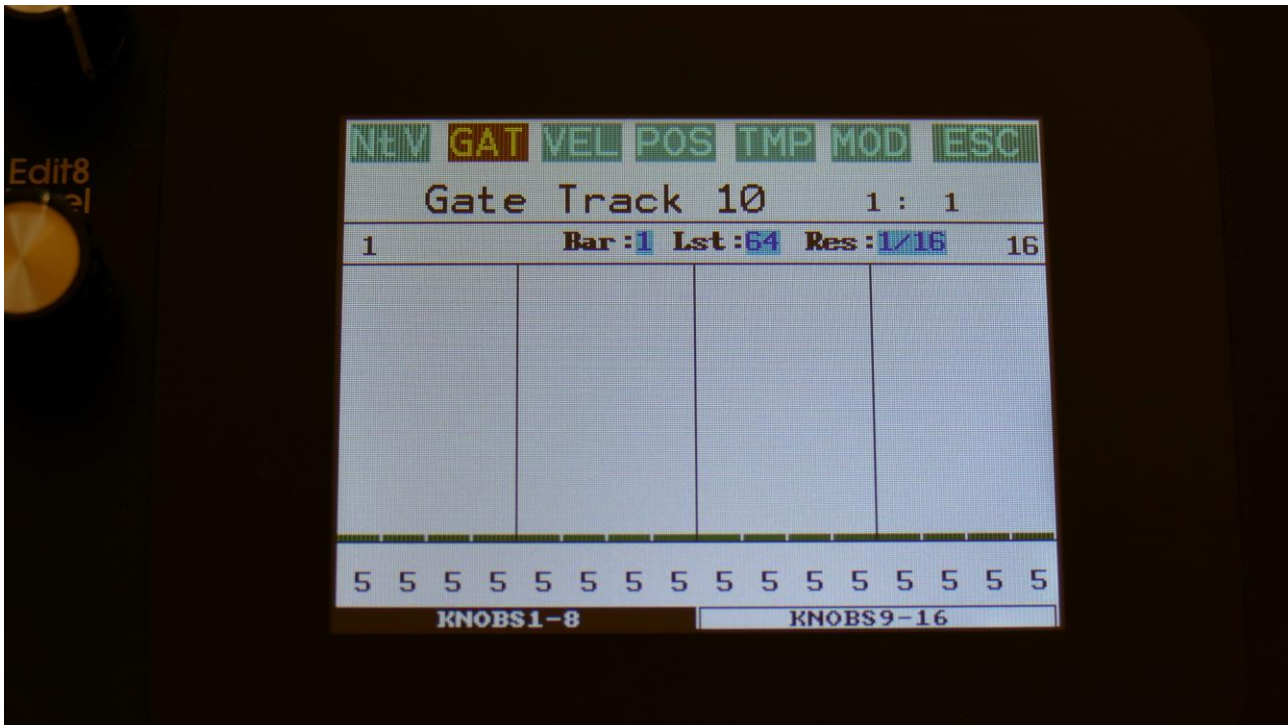 NtV GAT VEL POS TMP MOD ESC
Edit8
Gate Track 10 1 : 1
1 Bar:1 Lst:64 Res:1/16 16
5 5 5 5 5 5 5 5 5 5 5 5 5 5 5 5
KNOBS1-8 KNOBS9-16